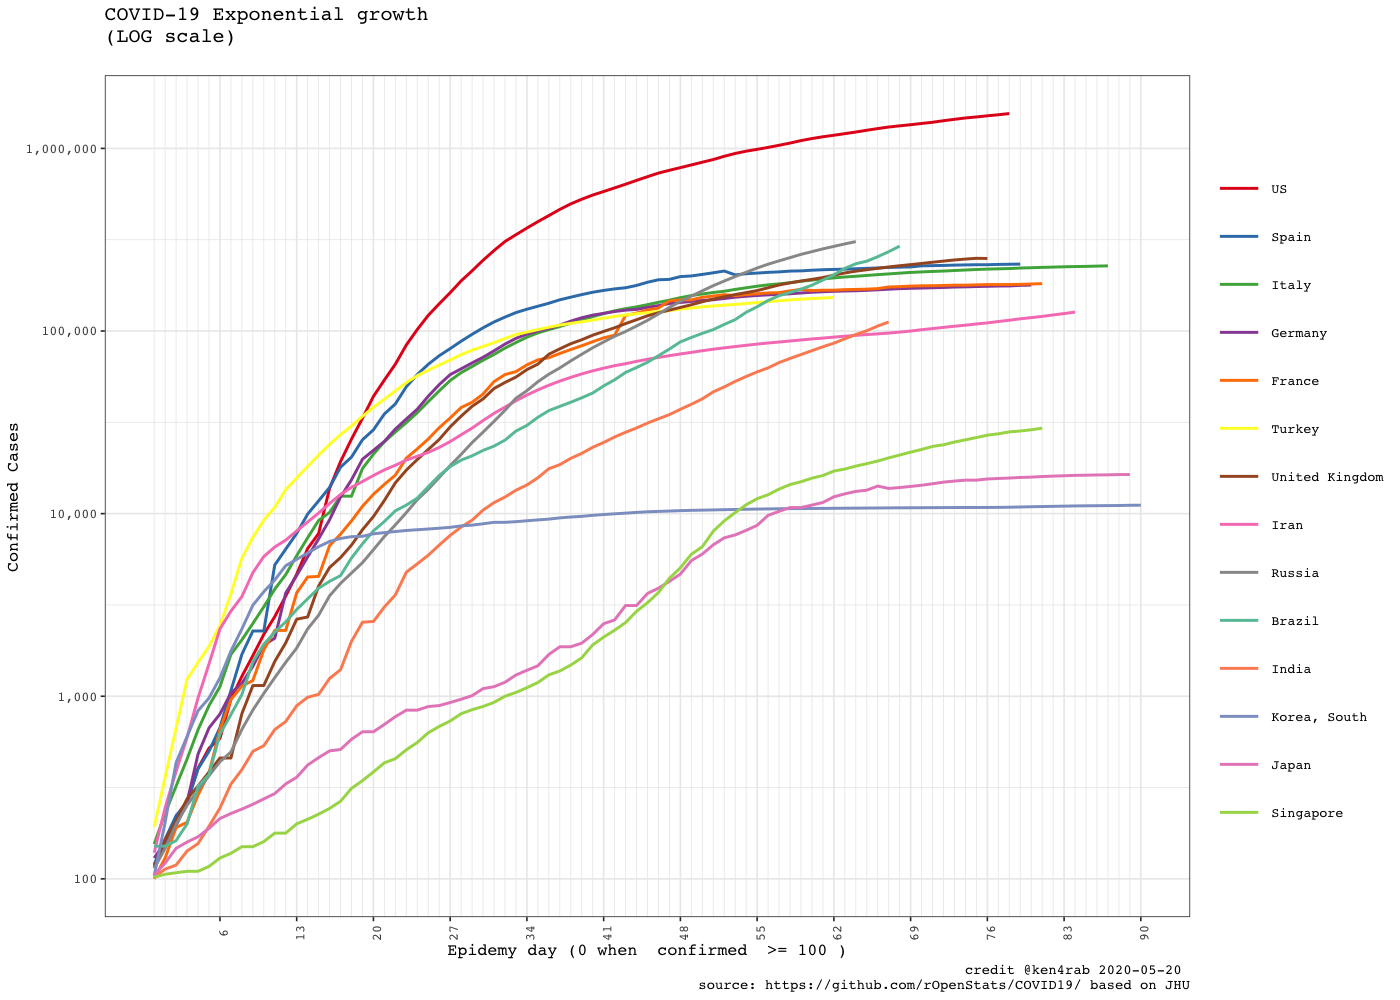 COVID-19 Exponential growth
(LOG scale)
Confirmed Cases
1,000,000
100,000
10,000
1,000
100
6 13 20 27 34 41 48 55 62 69 76 83 90
Epidemy day (0 when confirmed >= 100 )
US
Spain
Italy
Germany
France
Turkey
United Kingdom
Iran
Russia
Brazil
India
Korea, South
Japan
Singapore
credit @ken4rab 2020-05-20
source: https://github.com/rOpenStats/COVID19/ based on JHU